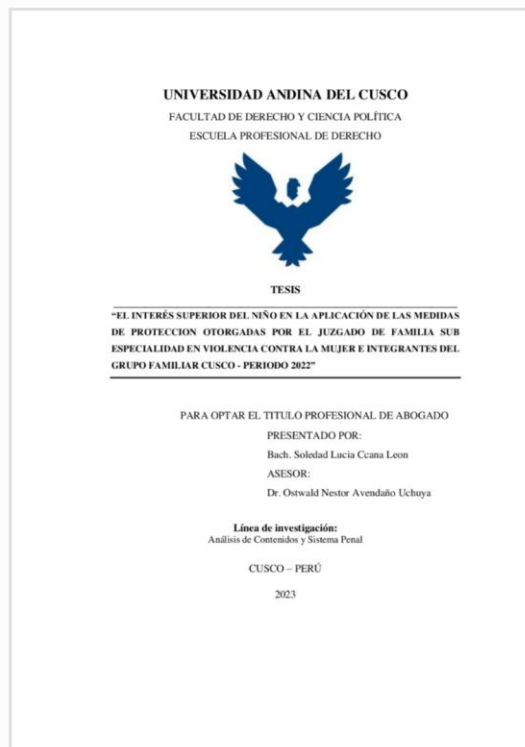 UNIVERSIDAD ANDINA DEL CUSCO
FACULTAD DE DERECHO Y CIENCIA POLÍTICA
ESCUELA PROFESIONAL DE DERECHO
TESIS
“EL INTERÉS SUPERIOR DEL NIÑO EN LA APLICACIÓN DE LAS MEDIDAS
DE PROTECCION OTORGADAS POR EL JUZGADO DE FAMILIA SUB
ESPECIALIDAD EN VIOLENCIA CONTRA LA MUJER E INTEGRANTES DEL
GRUPO FAMILIAR CUSCO - PERIODO 2022”
PARA OPTAR EL TITULO PROFESIONAL DE ABOGADO
PRESENTADO POR:
Bach. Soledad Lucia Ccana Leon
ASESOR:
Dr. Ostwald Nestor Avendaño Uchuya
Línea de investigación:
Análisis de Contenidos y Sistema Penal
CUSCO – PERÚ
2023